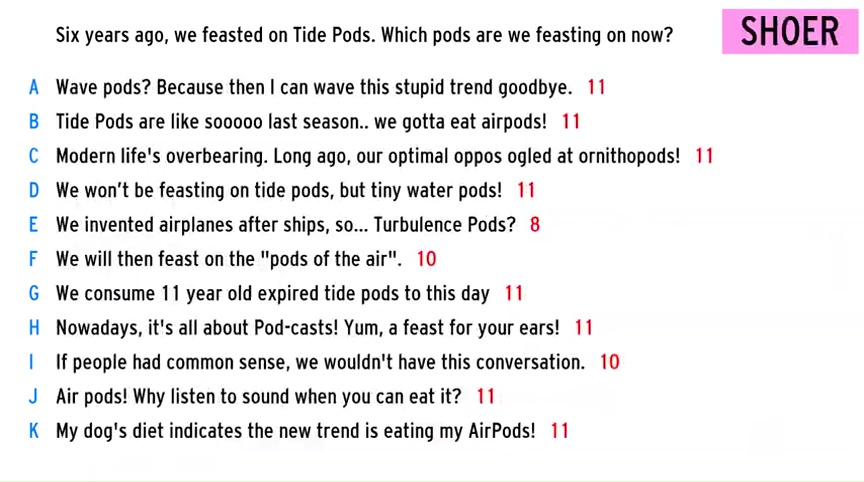 Six years ago, we feasted on Tide Pods. Which pods are we feasting on now?
SHOER
A Wave pods? Because then I can wave this stupid trend goodbye. 11
B Tide Pods are like sooooo last season.. we gotta eat airpods! 11
C Modern life's overbearing. Long ago, our optimal oppos ogled at ornithopods! 11
D We won't be feasting on tide pods, but tiny water pods! 11
E We invented airplanes after ships, so... Turbulence Pods? 8
F We will then feast on the "pods of the air". 10
G We consume 11 year old expired tide pods to this day 11
H Nowadays, it's all about Pod-casts! Yum, a feast for your ears! 11
I If people had common sense, we wouldn't have this conversation. 10
J Air pods! Why listen to sound when you can eat it? 11
K My dog's diet indicates the new trend is eating my AirPods! 11